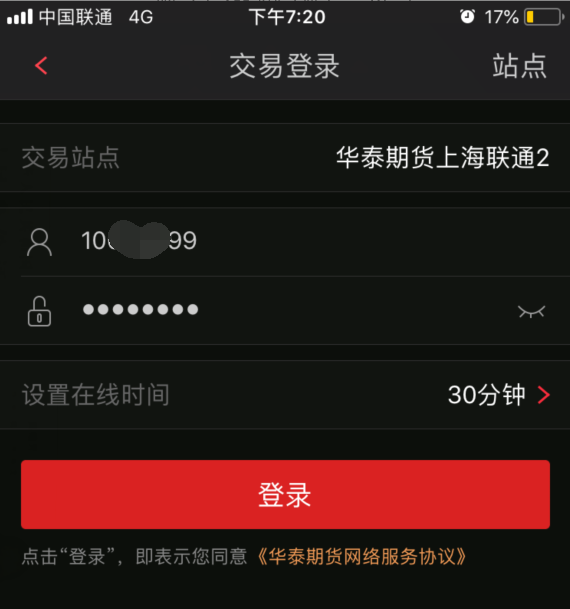 中国联通 4G 下午7:20 17%
交易登录 站点
交易站点 华泰期货上海联通2
10 99
设置在线时间 30分钟
登录
点击“登录”，即表示您同意《华泰期货网络服务协议》